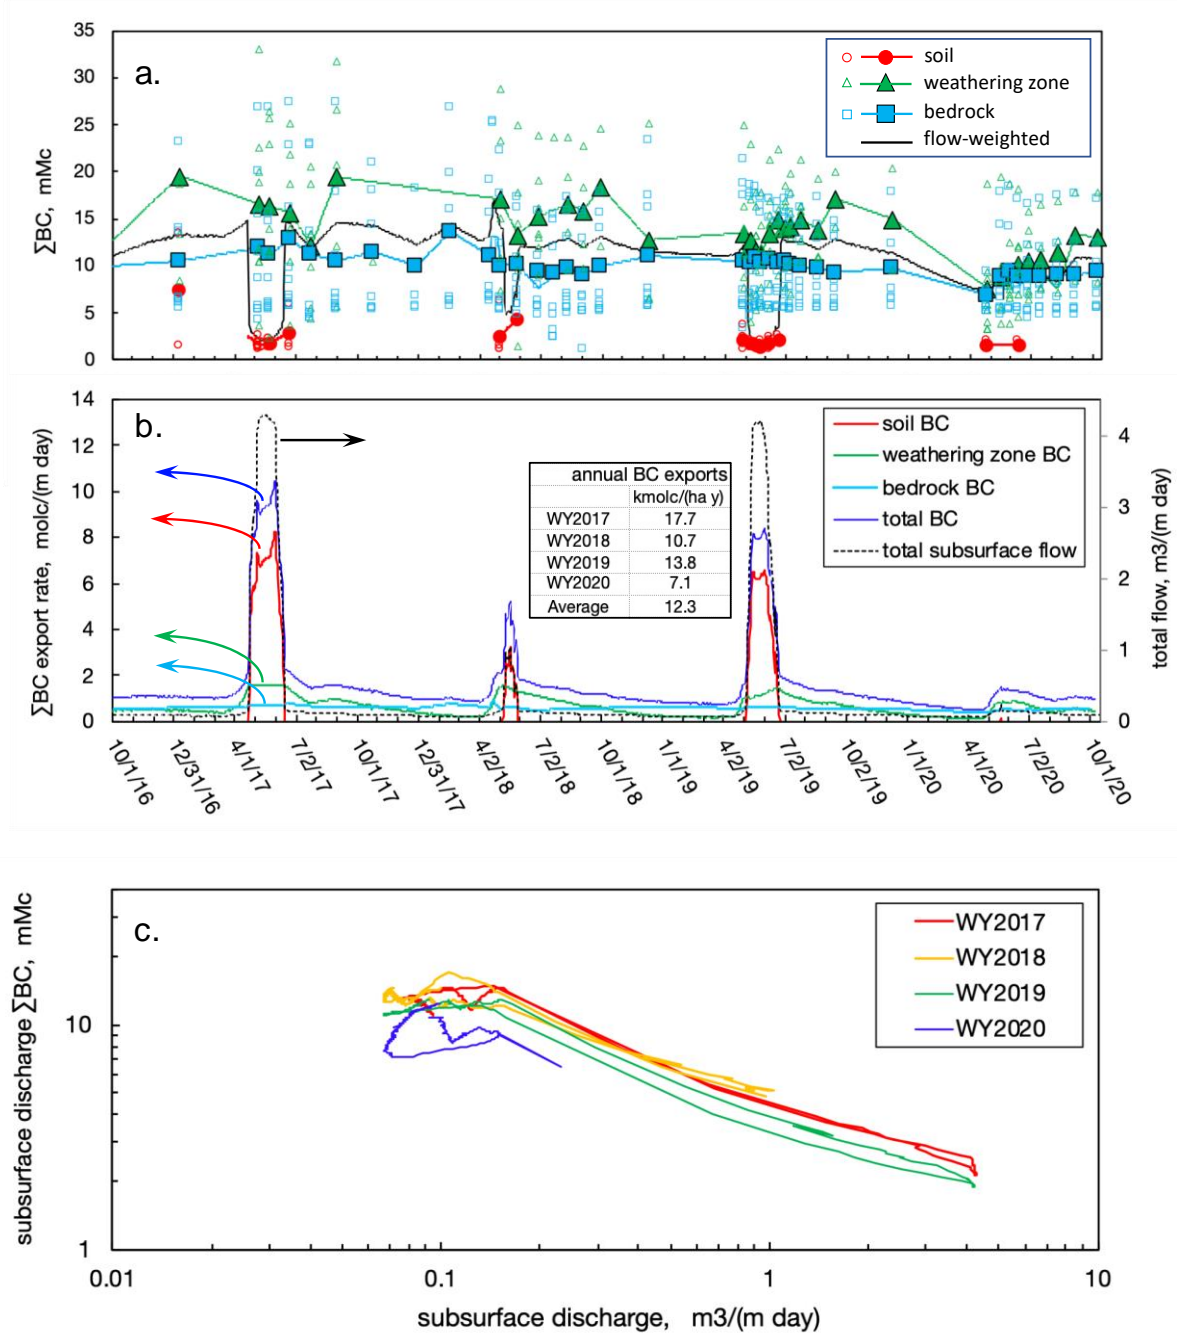 ∑BC, mMc
35
30
25
20
15
10
5
0
a.
soil
weathering zone
bedrock
flow-weighted
∑BC export rate, molc/(m day)
14
12
10
8
6
4
2
0
b.
soil BC
weathering zone BC
bedrock BC
total BC
total subsurface flow
annual BC exports
kmolc/(ha y)
WY2017 17.7
WY2018 10.7
WY2019 13.8
WY2020 7.1
Average 12.3
4
3
2
1
0
total flow, m3/(m day)
10/1/16
12/31/16
4/1/17
7/2/17
10/1/17
12/31/17
4/2/18
7/2/18
10/1/18
1/1/19
4/2/19
7/2/19
10/2/19
1/1/20
4/1/20
7/2/20
10/1/20
subsurface discharge ∑BC, mMc
10
1
c.
WY2017
WY2018
WY2019
WY2020
0.01
0.1
1
10
subsurface discharge, m3/(m day)